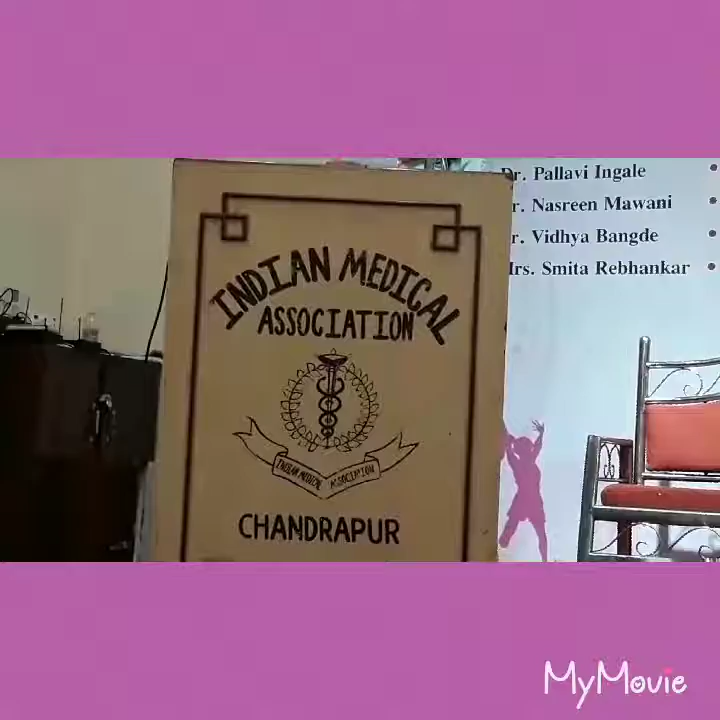 INDIAN MEDICAL
ASSOCIATION
INDIAN MEDICAL ASSOCIATION
CHANDRAPUR
Dr. Pallavi Ingale
r. Nasreen Mawani
r. Vidhya Bangde
rs. Smita Rebhankar
MyMovie